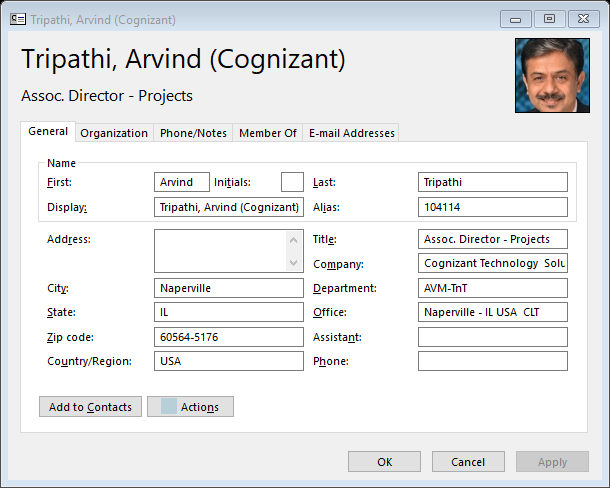 Tripathi, Arvind (Cognizant)
Tripathi, Arvind (Cognizant)
Assoc. Director - Projects
General Organization Phone/Notes Member Of E-mail Addresses
Name
First: Arvind Initials: Last: Tripathi
Display: Tripathi, Arvind (Cognizant) Alias: 104114
Address: Title: Assoc. Director - Projects
Company: Cognizant Technology Solu
City: Naperville Department: AVM-TnT
State: IL Office: Naperville - IL USA CLT
Zip code: 60564-5176 Assistant:
Country/Region: USA Phone:
Add to Contacts Actions
OK Cancel Apply